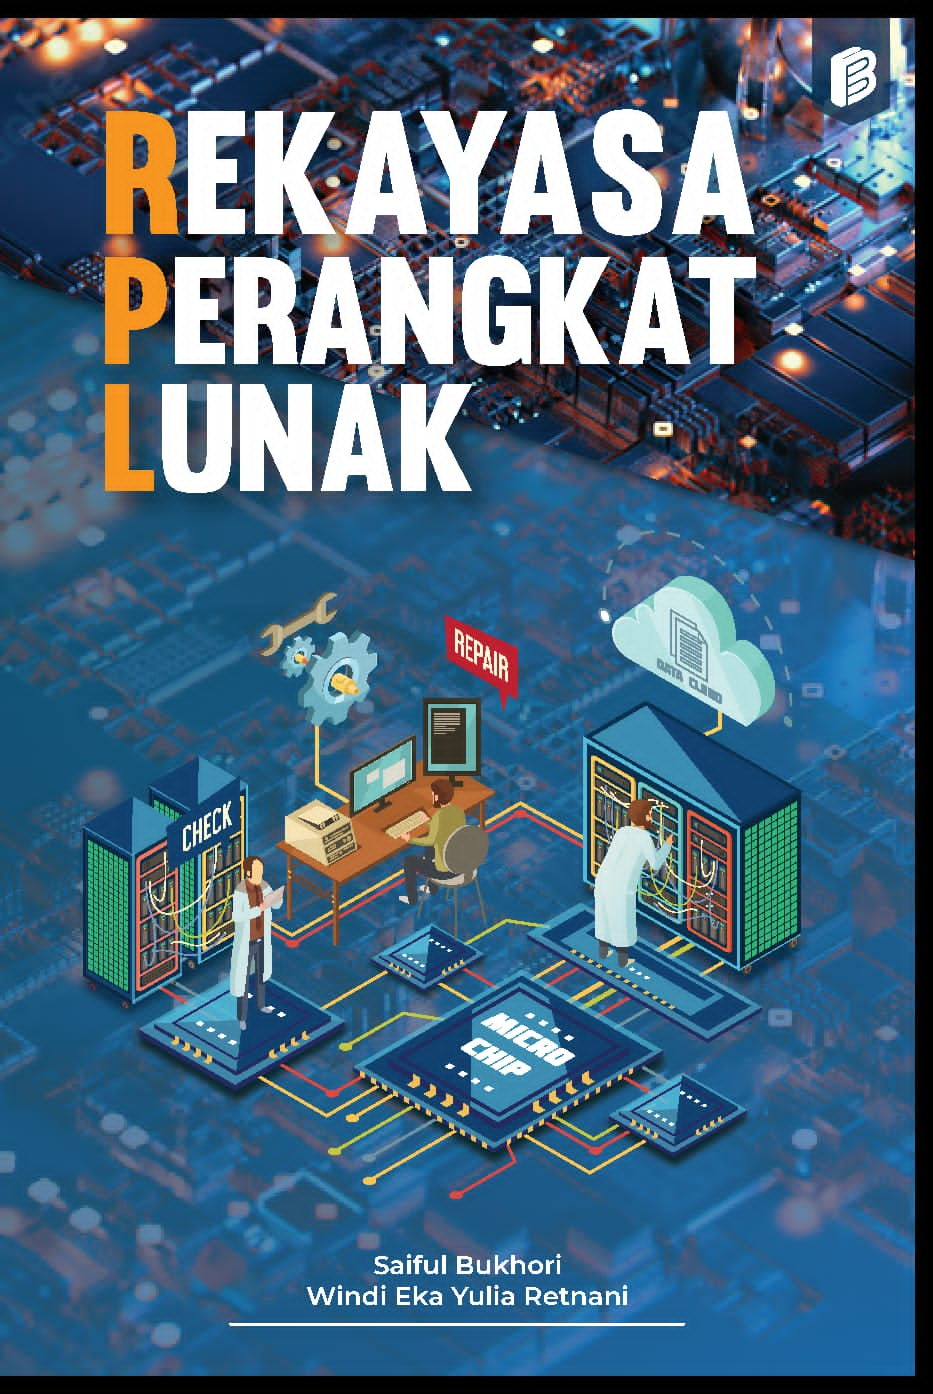 REKAYASA
PERANGKAT
LUNAK
REPAIR
DATA CLOUD
CHECK
MICRO
CHIP
Saiful Bukhori
Windi Eka Yulia Retnani